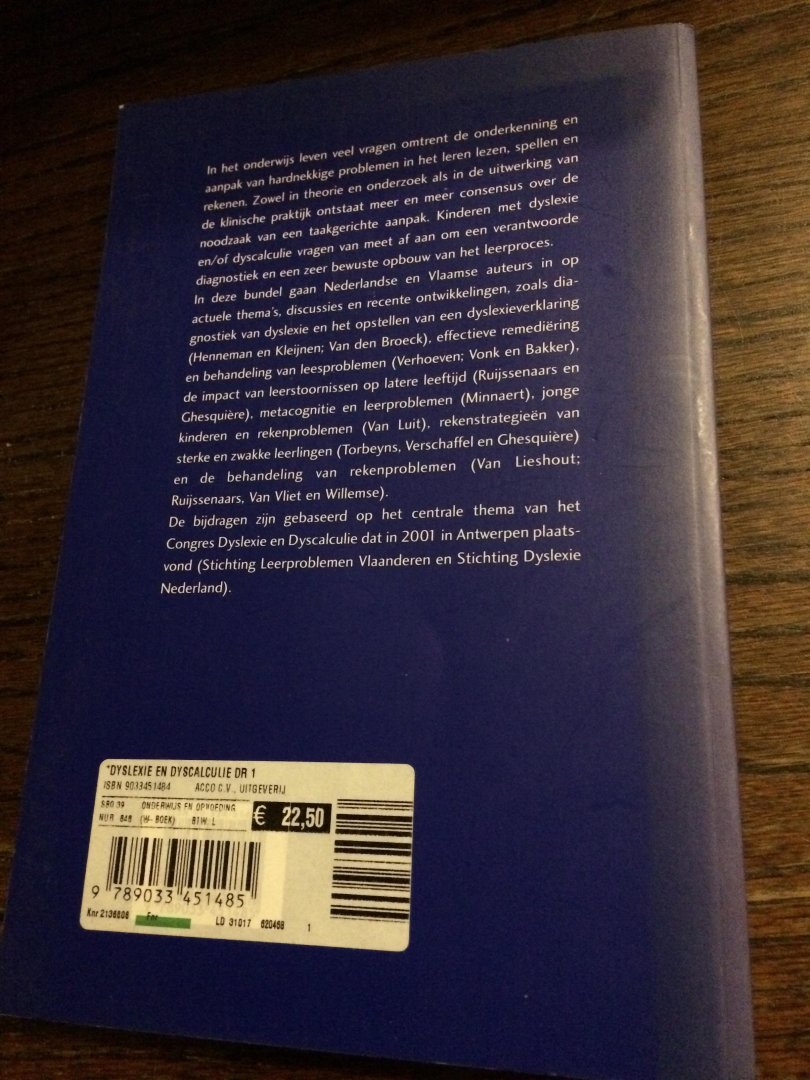 In het onderwijs leven veel vragen omtrent de onderkenning en
aanpak van hardnekkige problemen in het leren lezen, spellen en
rekenen. Zowel in theorie en onderzoek als in de uitwerking van
de klinische praktijk ontstaat meer en meer consensus over de
noodzaak van een taakgerichte aanpak. Kinderen met dyslexie
en/of dyscalculie vragen van meet af aan om een verantwoorde
diagnostiek en een zeer bewuste opbouw van het leerproces.
In deze bundel gaan Nederlandse en Vlaamse auteurs in op
actuele thema's, discussies en recente ontwikkelingen, zoals dia-
gnostiek van dyslexie en het opstellen van een dyslexieverklaring
(Henneman en Kleijnen; Van den Broeck), effectieve remediëring
en behandeling van leesproblemen (Verhoeven; Vonk en Bakker),
de impact van leerstoornissen op latere leeftijd (Ruijssenaars en
Ghesquière), metacognitie en leerproblemen (Minnaert), jonge
kinderen en rekenproblemen (Van Luit), rekenstrategieën van
sterke en zwakke leerlingen (Torbeyns, Verschaffel en Ghesquière)
en de behandeling van rekenproblemen (Van Lieshout;
Ruijssenaars, Van Vliet en Willemse).
De bijdragen zijn gebaseerd op het centrale thema van het
Congres Dyslexie en Dyscalculie dat in 2001 in Antwerpen plaats-
vond (Stichting Leerproblemen Vlaanderen en Stichting Dyslexie
Nederland).
*DYSLEXIE EN DYSCALCULIE DR 1
ISBN 9033451484 ACCO C.V., UITGEVERIJ
39 ONDERWIJS EN OPVOEDING
NUR 848 (W-BOEK) BTW L
€ 22,50
9 789033 451485
Knr 2136808 LD 31017 620468 1